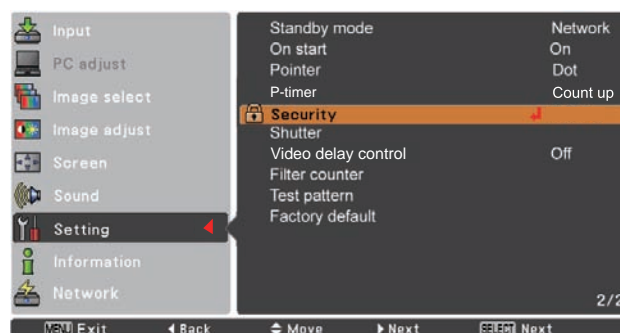 Input
PC adjust
Image select
Image adjust
Screen
Sound
Setting
Information
Network
Standby mode Network
On start On
Pointer Dot
P-timer Count up
Security
Shutter
Video delay control Off
Filter counter
Test pattern
Factory default
2/2
MENU Exit Back Move Next SELECT Next